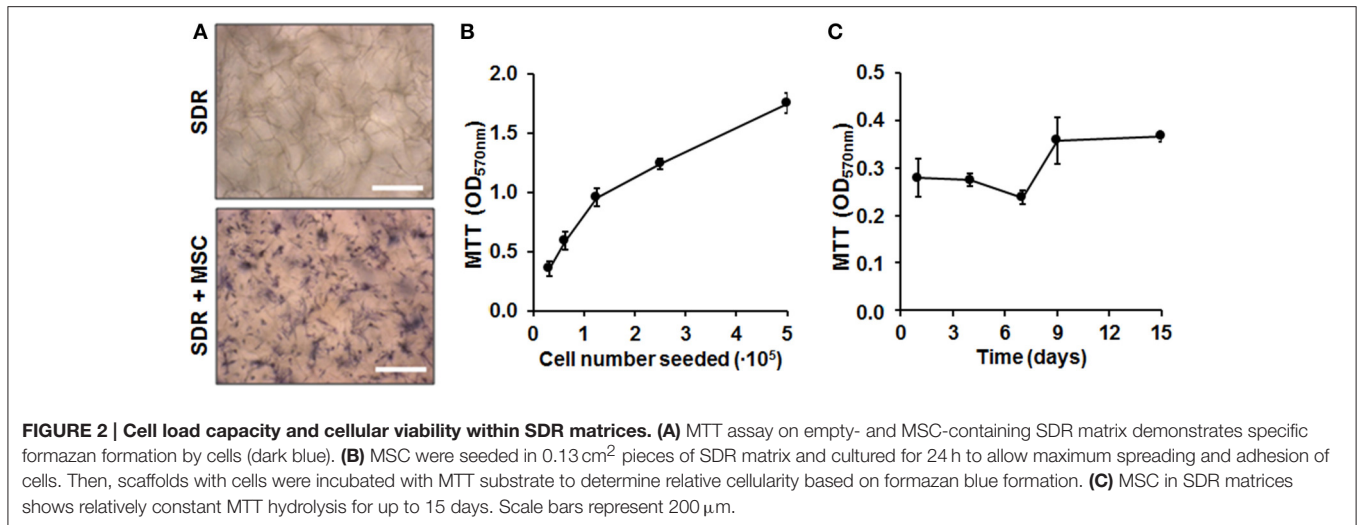 A
SDR
SDR + MSC
B
MTT (OD570nm)
2.0
1.5
1.0
0.5
0.0
0 1 2 3 4 5
Cell number seeded (·10⁵)
C
MTT (OD570nm)
0.5
0.4
0.3
0.2
0.1
0.0
0 3 6 9 12 15
Time (days)
FIGURE 2 | Cell load capacity and cellular viability within SDR matrices. (A) MTT assay on empty- and MSC-containing SDR matrix demonstrates specific
formazan formation by cells (dark blue). (B) MSC were seeded in 0.13 cm² pieces of SDR matrix and cultured for 24 h to allow maximum spreading and adhesion of
cells. Then, scaffolds with cells were incubated with MTT substrate to determine relative cellularity based on formazan blue formation. (C) MSC in SDR matrices
shows relatively constant MTT hydrolysis for up to 15 days. Scale bars represent 200 μm.